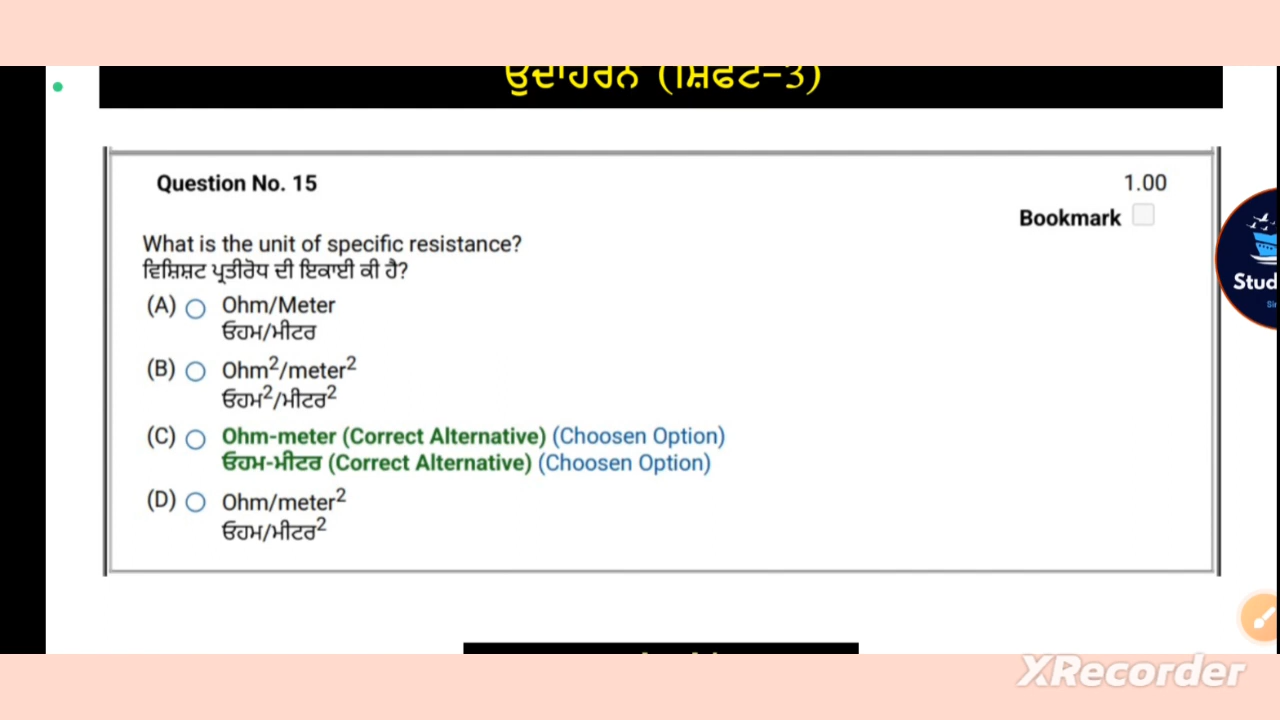 ਉਦਾਹਰਨ (ਸ਼ਿਫਟ-3)
Question No. 15
1.00
Bookmark
What is the unit of specific resistance?
ਵਿਸ਼ਿਸ਼ਟ ਪ੍ਰਤੀਰੋਧ ਦੀ ਇਕਾਈ ਕੀ ਹੈ?
(A) Ohm/Meter
ਓਹਮ/ਮੀਟਰ
(B) Ohm²/meter²
ਓਹਮ²/ਮੀਟਰ²
(C) Ohm-meter (Correct Alternative) (Choosen Option)
ਓਹਮ-ਮੀਟਰ (Correct Alternative) (Choosen Option)
(D) Ohm/meter²
ਓਹਮ/ਮੀਟਰ²
Stud
XRecorder